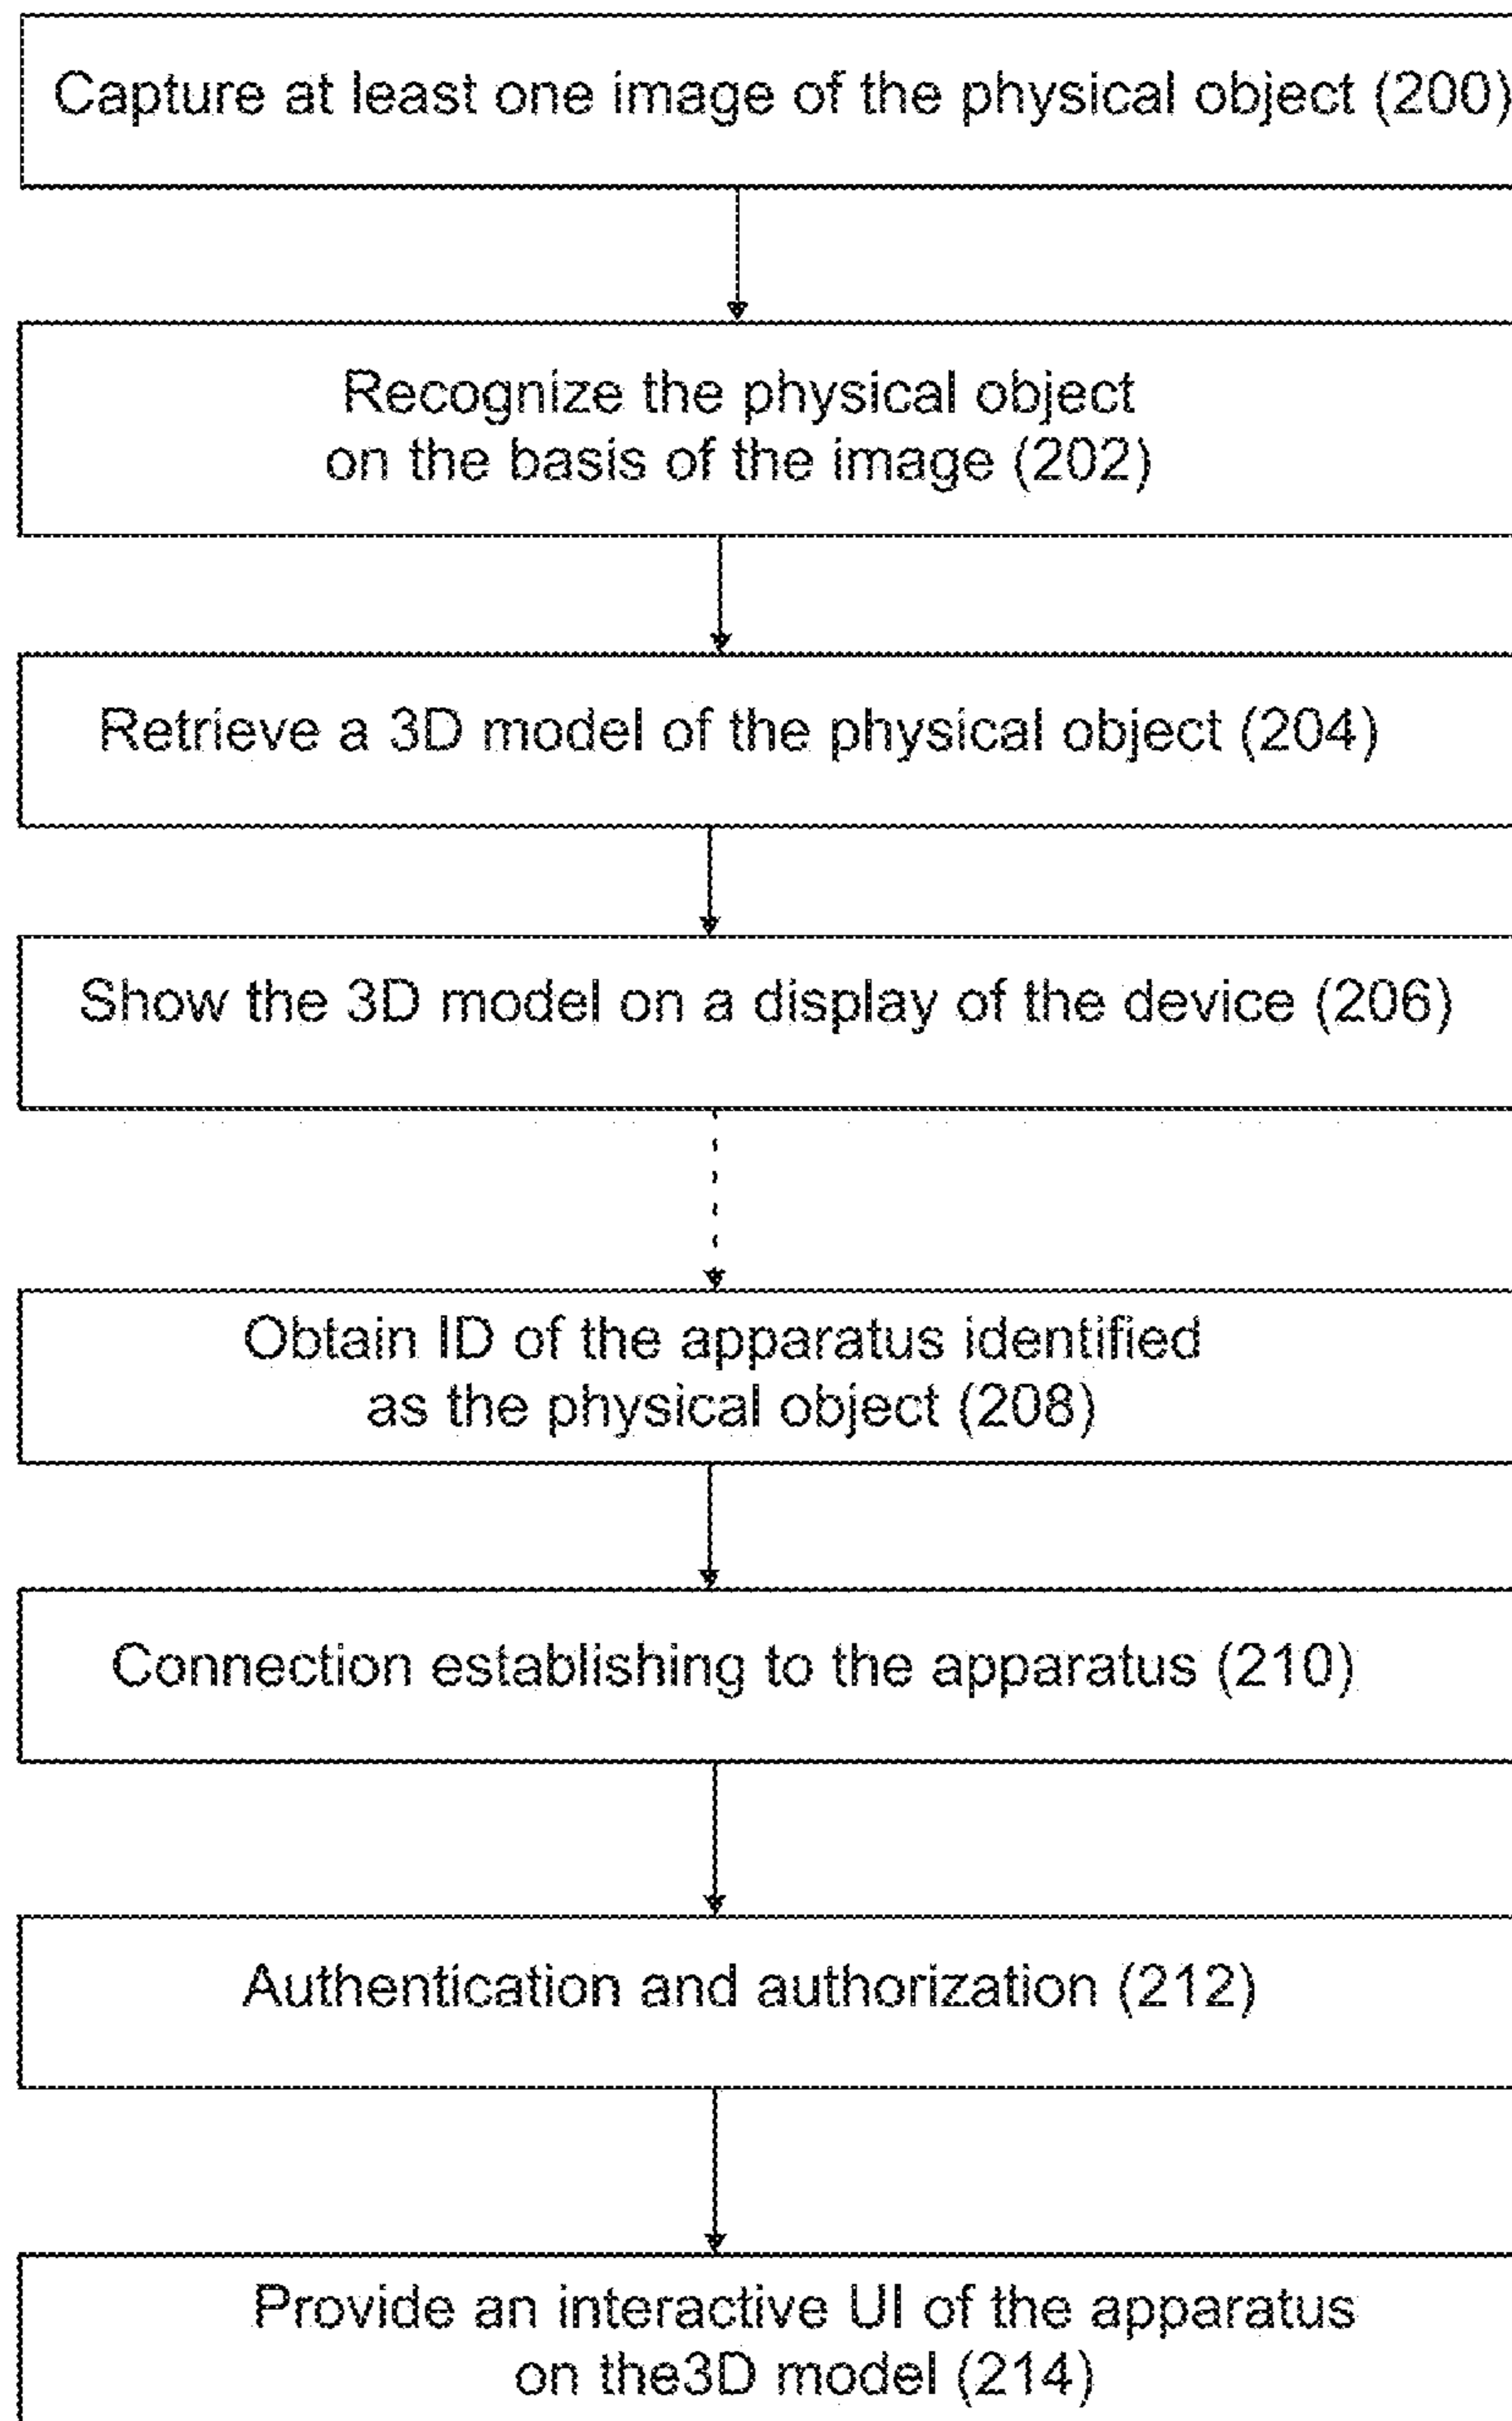 Capture at least one image of the physical object (200)
Recognize the physical object
on the basis of the image (202)
Retrieve a 3D model of the physical object (204)
Show the 3D model on a display of the device (206)
Obtain ID of the apparatus identified
as the physical object (208)
Connection establishing to the apparatus (210)
Authentication and authorization (212)
Provide an interactive UI of the apparatus
on the3D model (214)